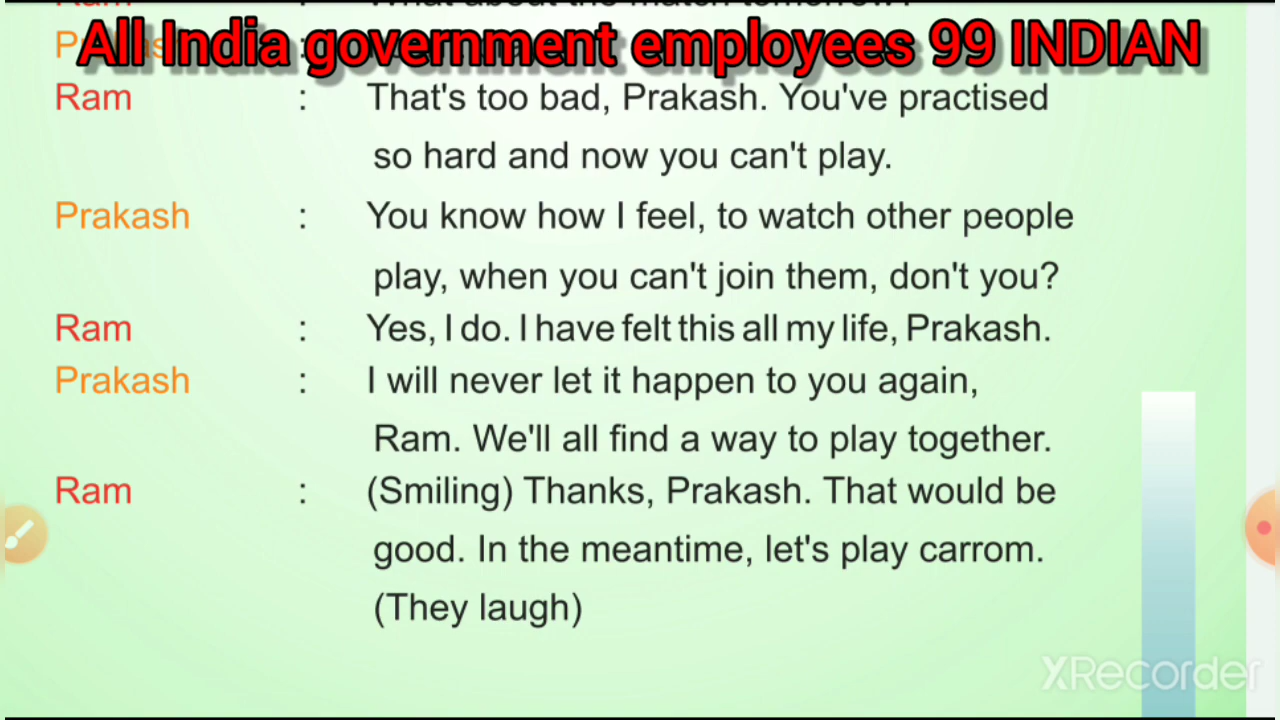 All India government employees 99 INDIAN
Ram : That's too bad, Prakash. You've practised
so hard and now you can't play.
Prakash : You know how I feel, to watch other people
play, when you can't join them, don't you?
Ram : Yes, I do. I have felt this all my life, Prakash.
Prakash : I will never let it happen to you again,
Ram. We'll all find a way to play together.
Ram : (Smiling) Thanks, Prakash. That would be
good. In the meantime, let's play carrom.
(They laugh)
XRecorder